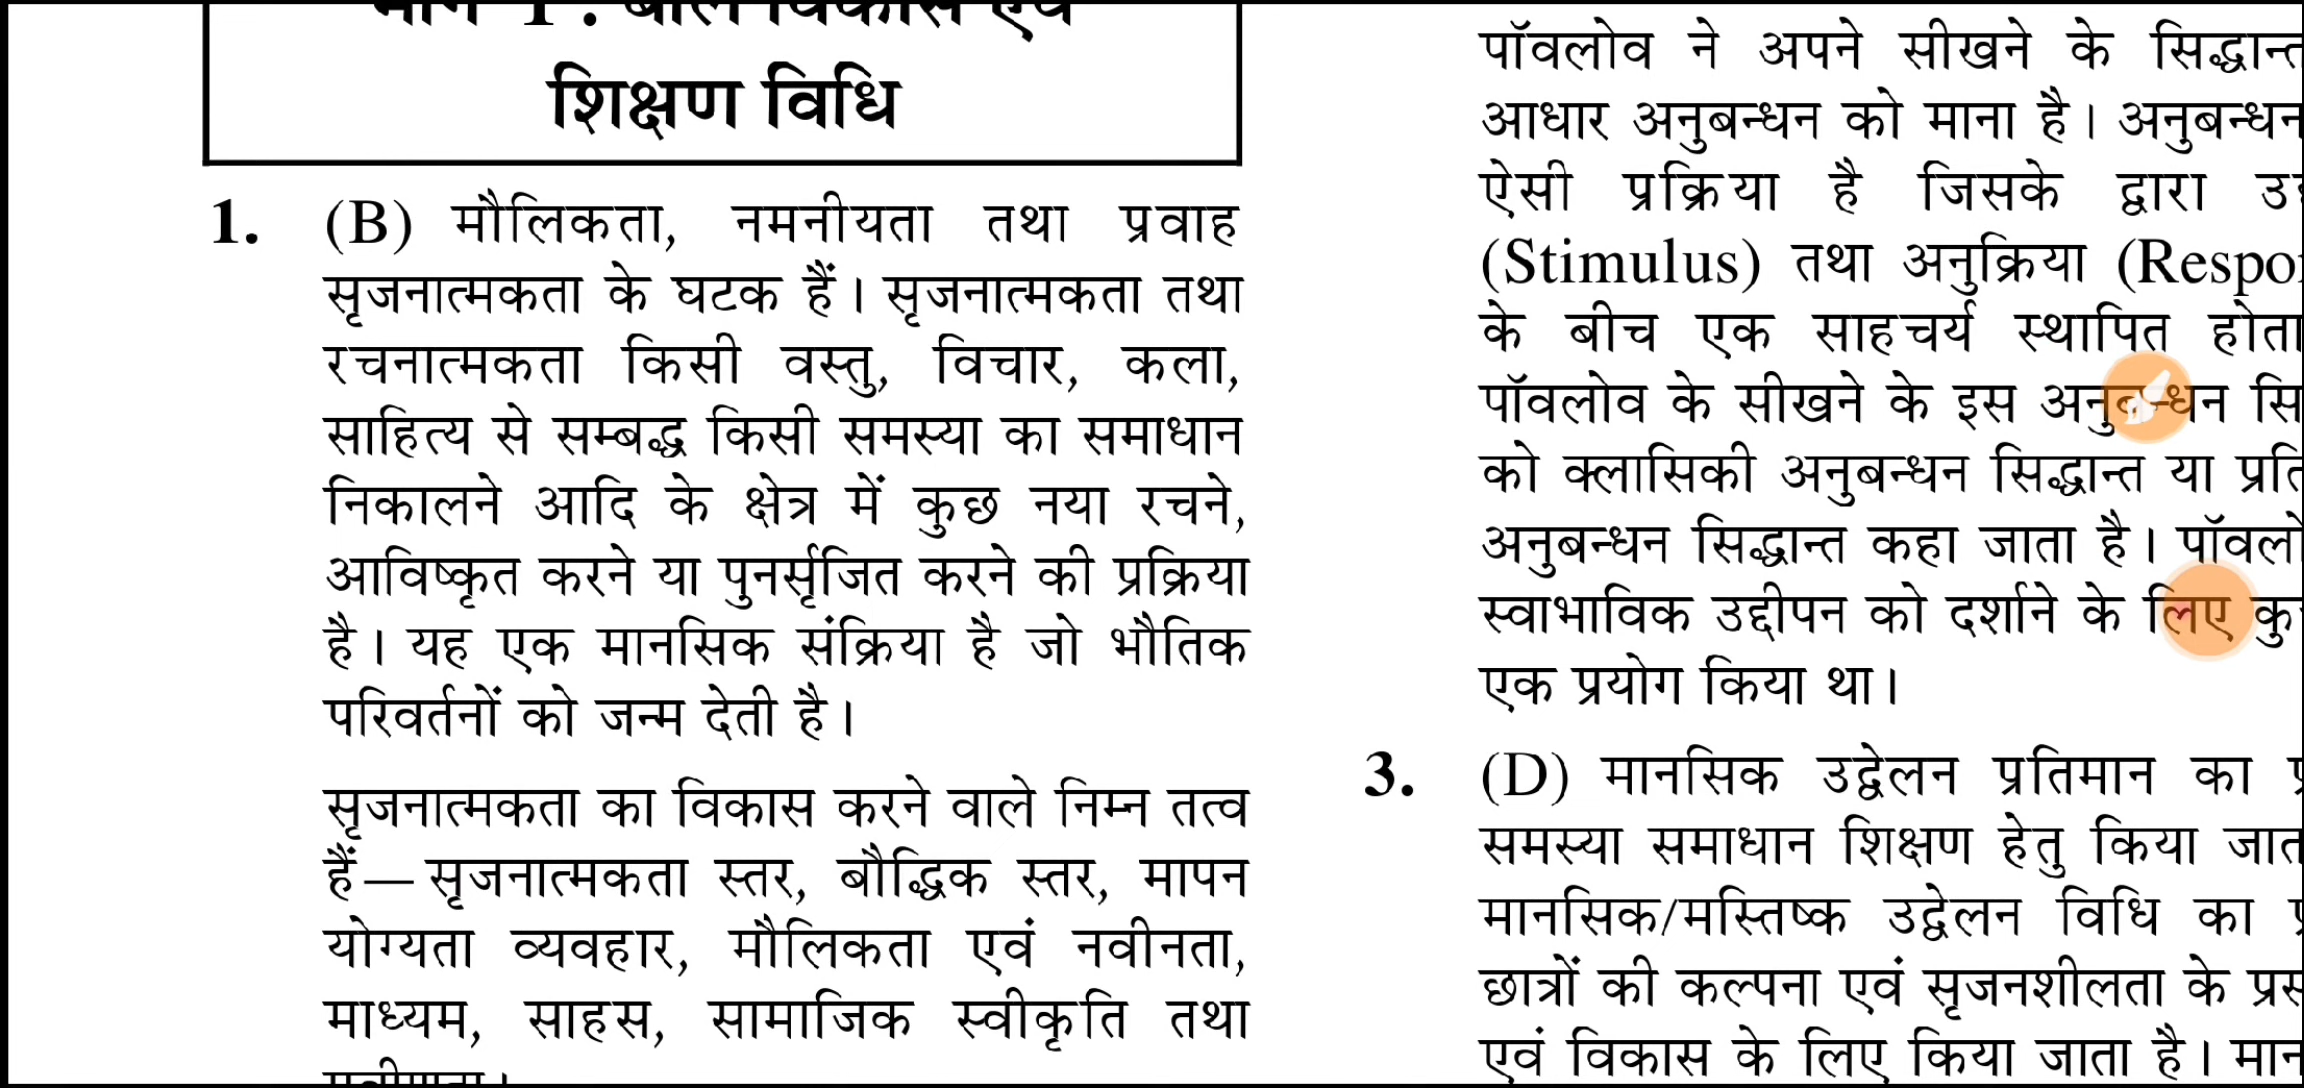 शिक्षण विधि
1. (B) मौलिकता, नमनीयता तथा प्रवाह
सृजनात्मकता के घटक हैं। सृजनात्मकता तथा
रचनात्मकता किसी वस्तु, विचार, कला,
साहित्य से सम्बद्ध किसी समस्या का समाधान
निकालने आदि के क्षेत्र में कुछ नया रचने,
आविष्कृत करने या पुनर्सृजित करने की प्रक्रिया
है। यह एक मानसिक संक्रिया है जो भौतिक
परिवर्तनों को जन्म देती है।
सृजनात्मकता का विकास करने वाले निम्न तत्व
हैं— सृजनात्मकता स्तर, बौद्धिक स्तर, मापन
योग्यता व्यवहार, मौलिकता एवं नवीनता,
माध्यम, साहस, सामाजिक स्वीकृति तथा
पॉवलोव ने अपने सीखने के सिद्धान्त
आधार अनुबन्धन को माना है। अनुबन्धन
ऐसी प्रक्रिया है जिसके द्वारा
(Stimulus) तथा अनुक्रिया (Respo
के बीच एक साहचर्य स्थापित होता
पॉवलोव के सीखने के इस अनुबन्धन
को क्लासिकी अनुबन्धन सिद्धान्त या
अनुबन्धन सिद्धान्त कहा जाता है।
स्वाभाविक उद्दीपन को दर्शाने के लिए
एक प्रयोग किया था।
3. (D) मानसिक उद्वेलन प्रतिमान का
समस्या समाधान शिक्षण हेतु किया
मानसिक/मस्तिष्क उद्वेलन विधि का
छात्रों की कल्पना एवं सृजनशीलता के
एवं विकास के लिए किया जाता है।